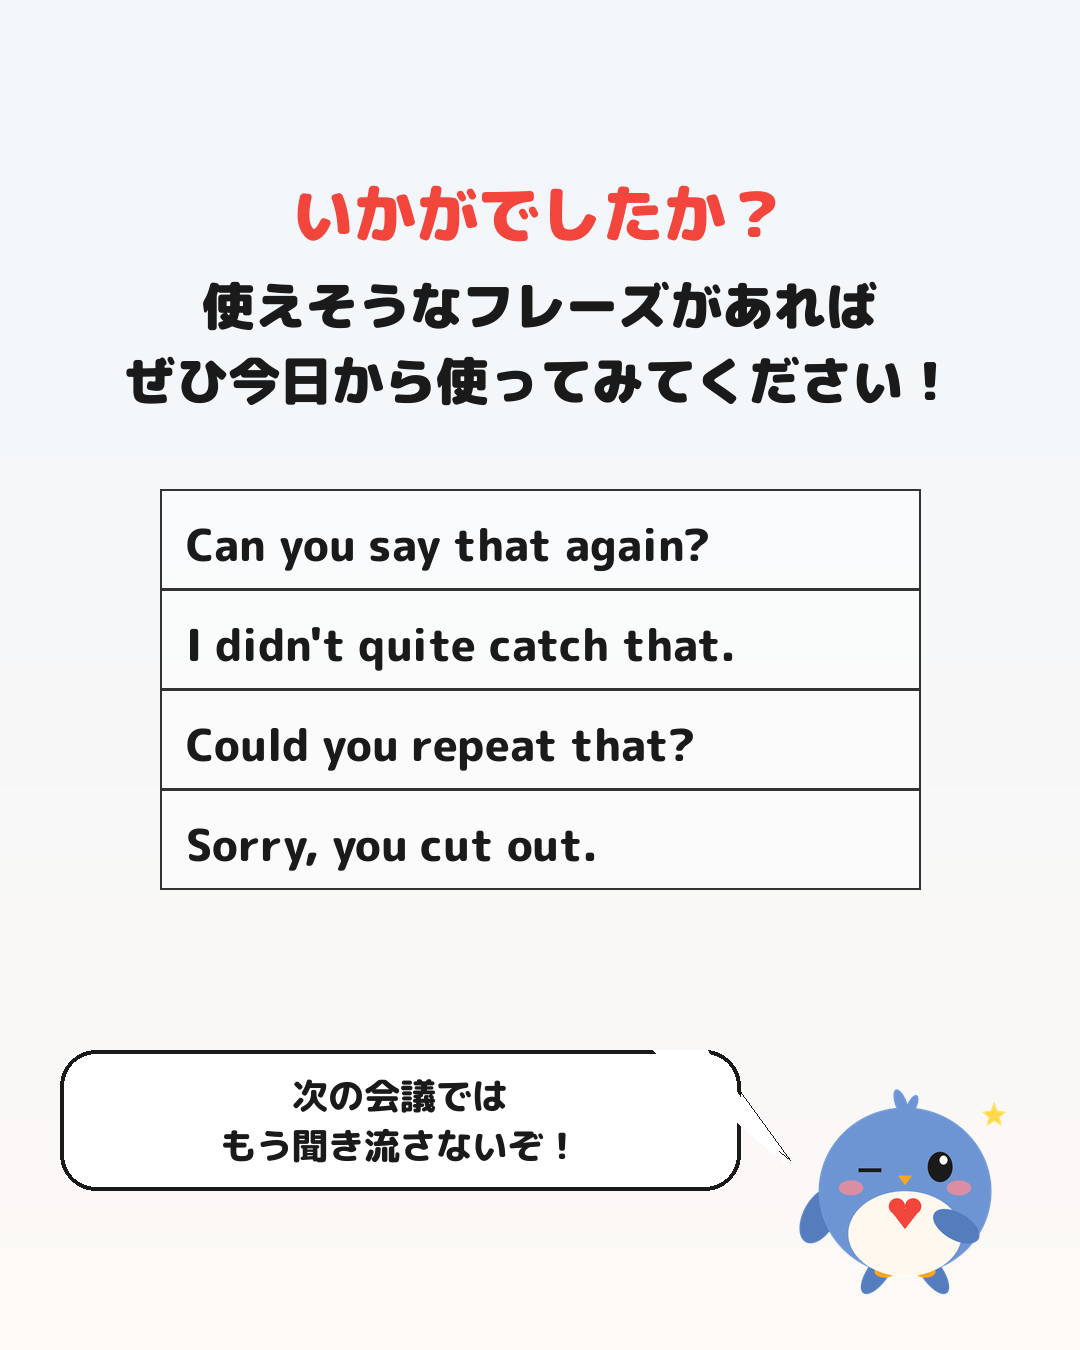 いかがでしたか？
使えそうなフレーズがあれば
ぜひ今日から使ってみてください！
Can you say that again?
I didn't quite catch that.
Could you repeat that?
Sorry, you cut out.
次の会議では
もう聞き流さないぞ！